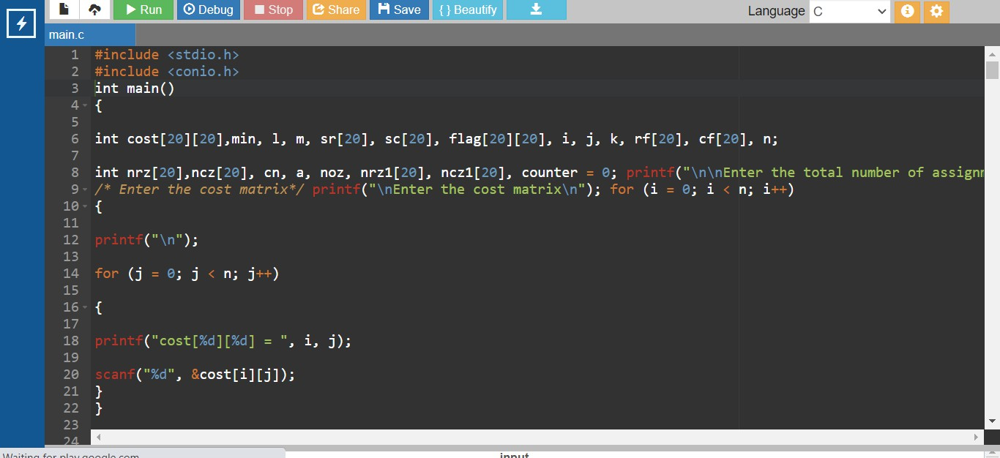 Run Debug Stop Share Save { } Beautify Language C
main.c
1 #include <stdio.h>
2 #include <conio.h>
3 int main()
4 {
5
6 int cost[20][20],min, l, m, sr[20], sc[20], flag[20][20], i, j, k, rf[20], cf[20], n;
7
8 int nrz[20],ncz[20], cn, a, noz, nrz1[20], ncz1[20], counter = 0; printf("\n\nEnter the total number of assignm
9 /* Enter the cost matrix*/ printf("\nEnter the cost matrix\n"); for (i = 0; i < n; i++)
10 {
11
12 printf("\n");
13
14 for (j = 0; j < n; j++)
15
16 {
17
18 printf("cost[%d][%d] = ", i, j);
19
20 scanf("%d", &cost[i][j]);
21 }
22 }
23
24
Waiting for play.google.com
input